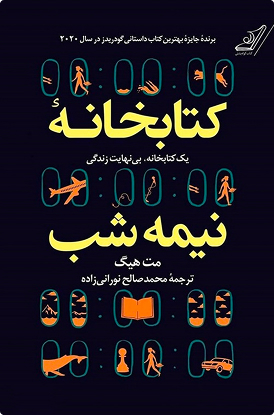 برندهٔ جایزهٔ بهترین کتاب داستانی گودریدز در سال ۲۰۲۰
کتابخانهٔ
یک کتابخانه. بی‌نهایت زندگی
نیمه شب
مت هیگ
ترجمهٔ محمدصالح نورانی‌زاده